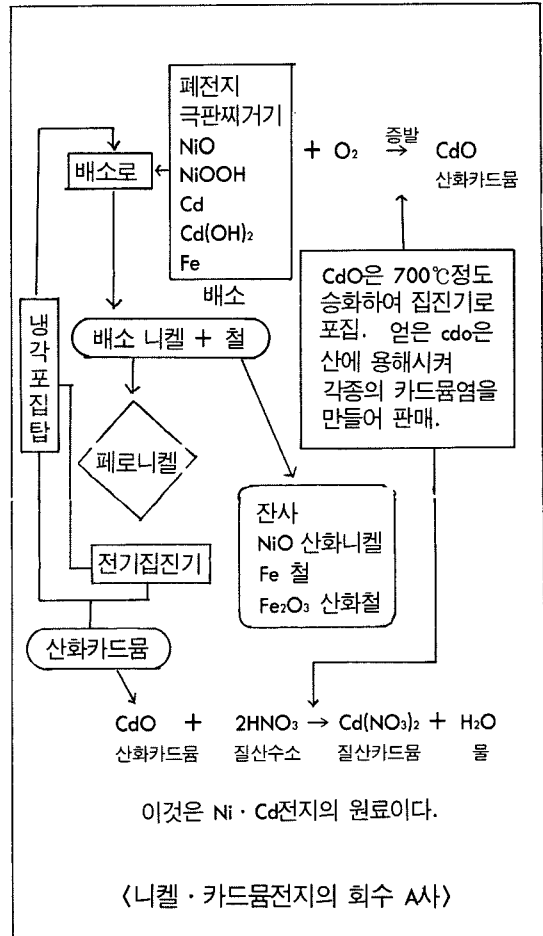 폐전지
극판찌거기
NiO
NiOOH
Cd
Cd(OH)₂
Fe
배소
+ O₂ 증발 → CdO
산화카드뮴
배소로
CdO은 700℃정도
승화하여 집진기로
포집. 얻은 cdo은
산에 용해시켜
각종의 카드뮴염을
만들어 판매.
냉각포집탑
배소 니켈 + 철
페로니켈
잔사
NiO 산화니켈
Fe 철
Fe₂O₃ 산화철
전기집진기
산화카드뮴
CdO + 2HNO₃ → Cd(NO₃)₂ + H₂O
산화카드뮴 질산수소 질산카드뮴 물
이것은 Ni · Cd전지의 원료이다.
〈니켈 · 카드뮴전지의 회수 A사〉